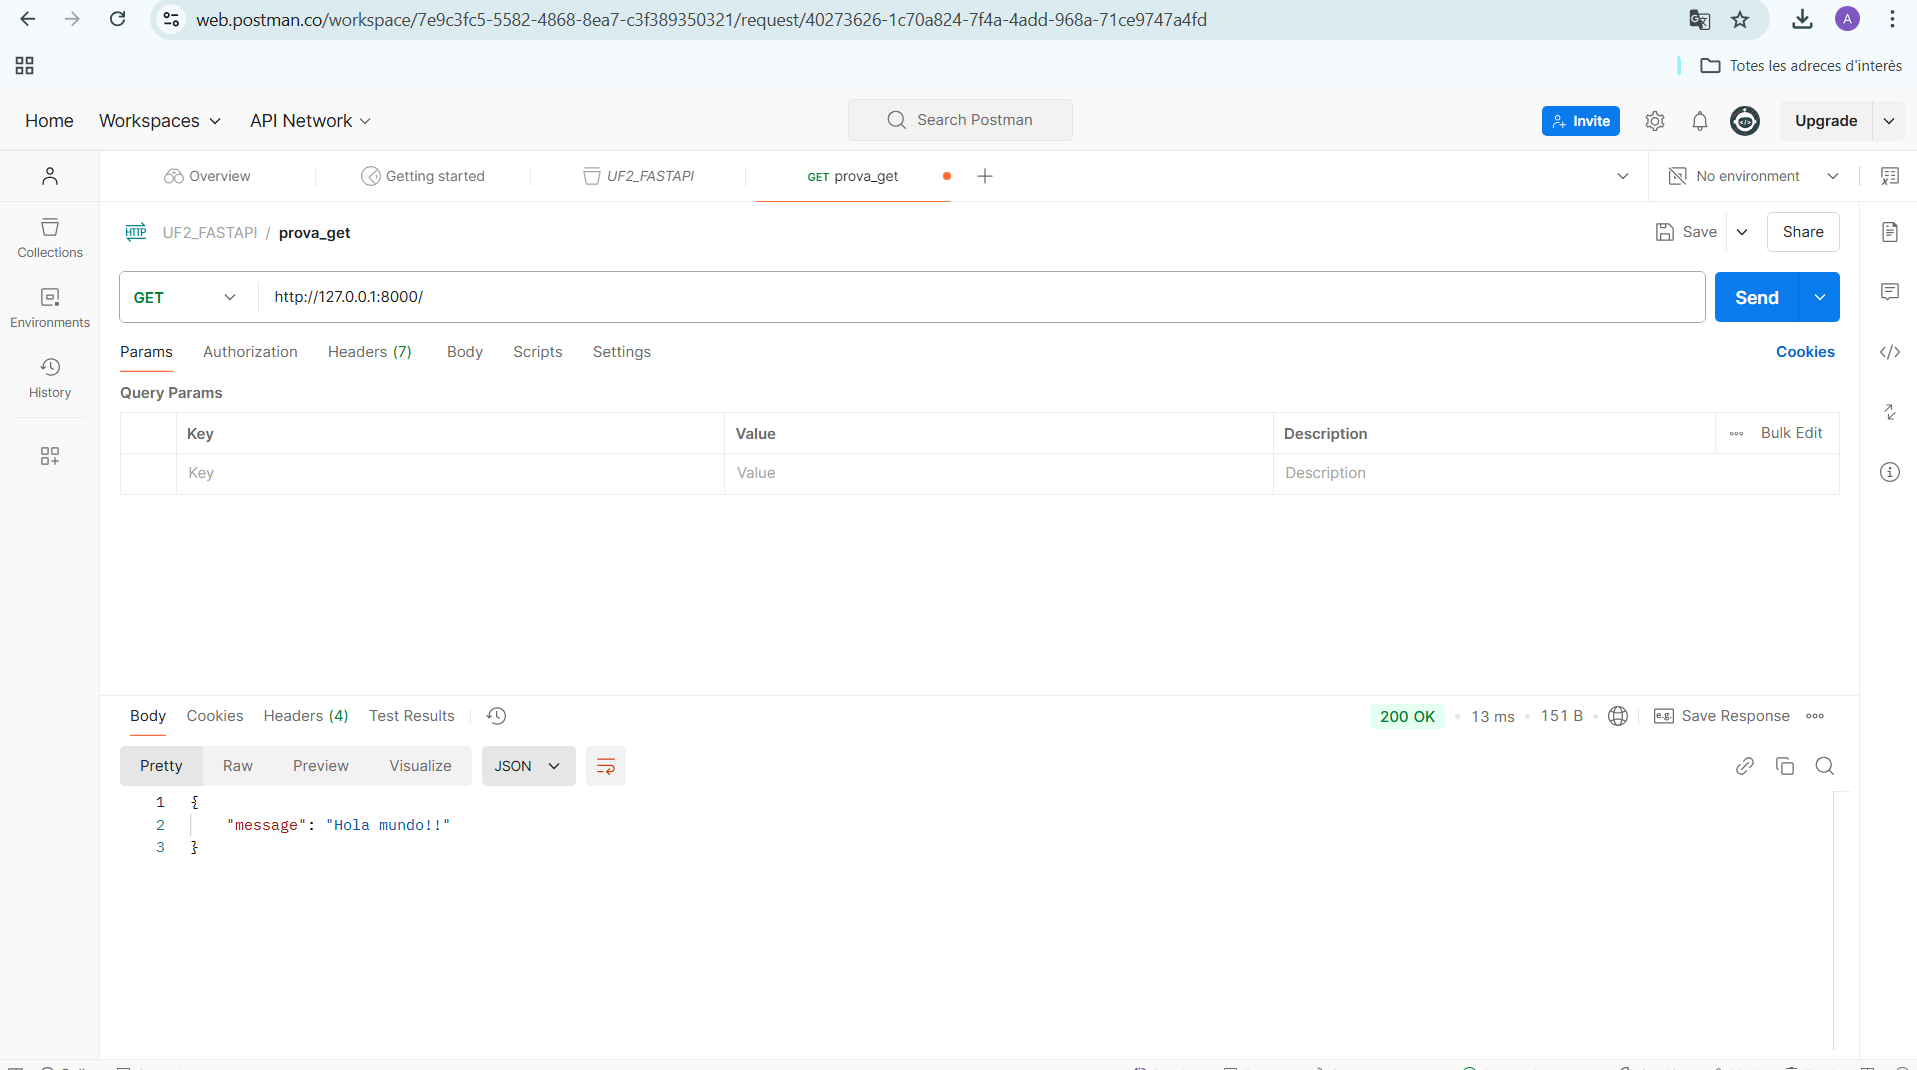 web.postman.co/workspace/7e9c3fc5-5582-4868-8ea7-c3f389350321/request/40273626-1c70a824-7f4a-4add-968a-71ce9747a4fd
A
Totes les adreces d'interès
Home Workspaces API Network Search Postman Invite Upgrade
Overview Getting started UF2_FASTAPI GET prova_get No environment
Collections
Environments
History
HTTP UF2_FASTAPI / prova_get Save Share
GET http://127.0.0.1:8000/ Send
Params Authorization Headers (7) Body Scripts Settings Cookies
Query Params
Key Value Description Bulk Edit
Key Value Description
Body Cookies Headers (4) Test Results 200 OK 13 ms 151 B e.g. Save Response
Pretty Raw Preview Visualize JSON
1 {
2 "message": "Hola mundo!!"
3 }